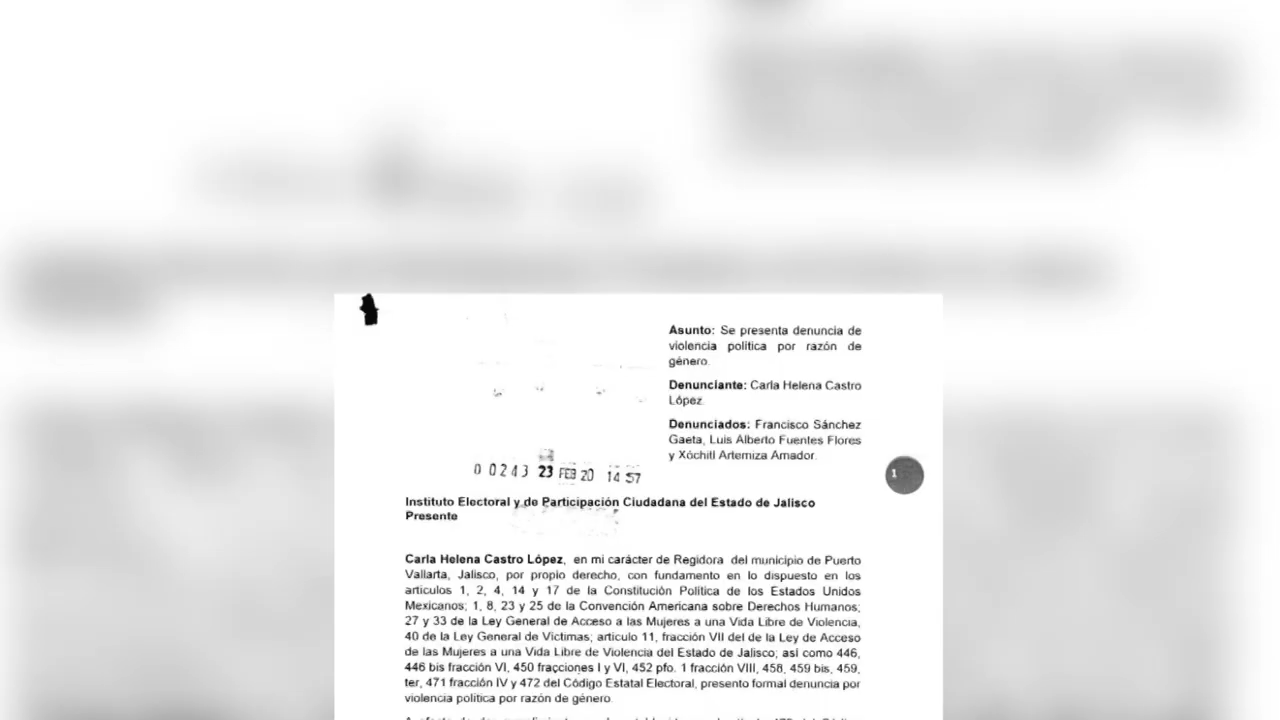 Asunto: Se presenta denuncia de
violencia política por razón de
género.
Denunciante: Carla Helena Castro
López.
Denunciados: Francisco Sánchez
Gaeta, Luis Alberto Fuentes Flores
y Xóchitl Artemiza Amador.
0 0243 23 FEB 20 14 57
1
Instituto Electoral y de Participación Ciudadana del Estado de Jalisco
Presente
Carla Helena Castro López, en mi carácter de Regidora del municipio de Puerto
Vallarta, Jalisco, por propio derecho, con fundamento en lo dispuesto en los
artículos 1, 2, 4, 14 y 17 de la Constitución Política de los Estados Unidos
Mexicanos; 1, 8, 23 y 25 de la Convención Americana sobre Derechos Humanos;
27 y 33 de la Ley General de Acceso a las Mujeres a una Vida Libre de Violencia,
40 de la Ley General de Víctimas; artículo 11, fracción VII del de la Ley de Acceso
de las Mujeres a una Vida Libre de Violencia del Estado de Jalisco; así como 446,
446 bis fracción VI, 450 fracciones I y VI, 452 pfo. 1 fracción VIII, 458, 459 bis, 459,
ter, 471 fracción IV y 472 del Código Estatal Electoral, presento formal denuncia por
violencia política por razón de género.